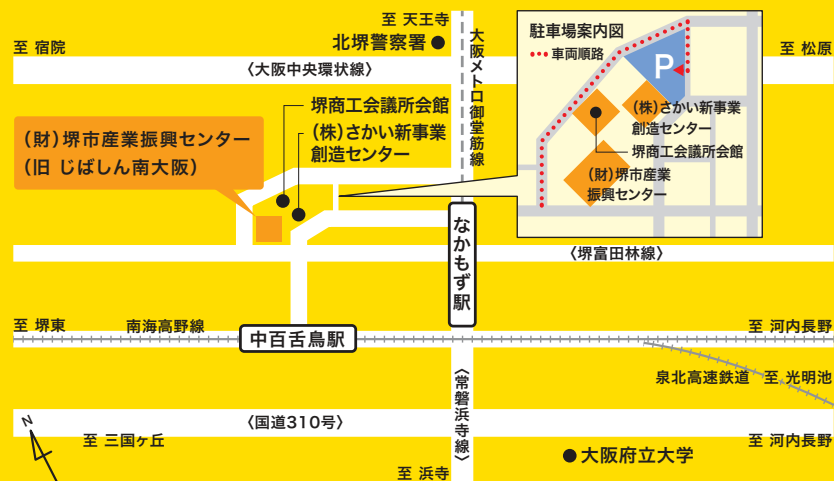 至 天王寺
北堺警察署
至 宿院
〈大阪中央環状線〉
大阪メトロ御堂筋線
駐車場案内図
車両順路
P
(株)さかい新事業
創造センター
堺商工会議所会館
(財)堺市産業
振興センター
至 松原
堺商工会議所会館
(株)さかい新事業
創造センター
(財)堺市産業振興センター
(旧 じばしん南大阪)
なかもず駅
〈堺富田林線〉
至 堺東
南海高野線
中百舌鳥駅
至 河内長野
泉北高速鉄道
至 光明池
〈常磐浜寺線〉
〈国道310号〉
N
至 三国ヶ丘
至 河内長野
大阪府立大学
至 浜寺